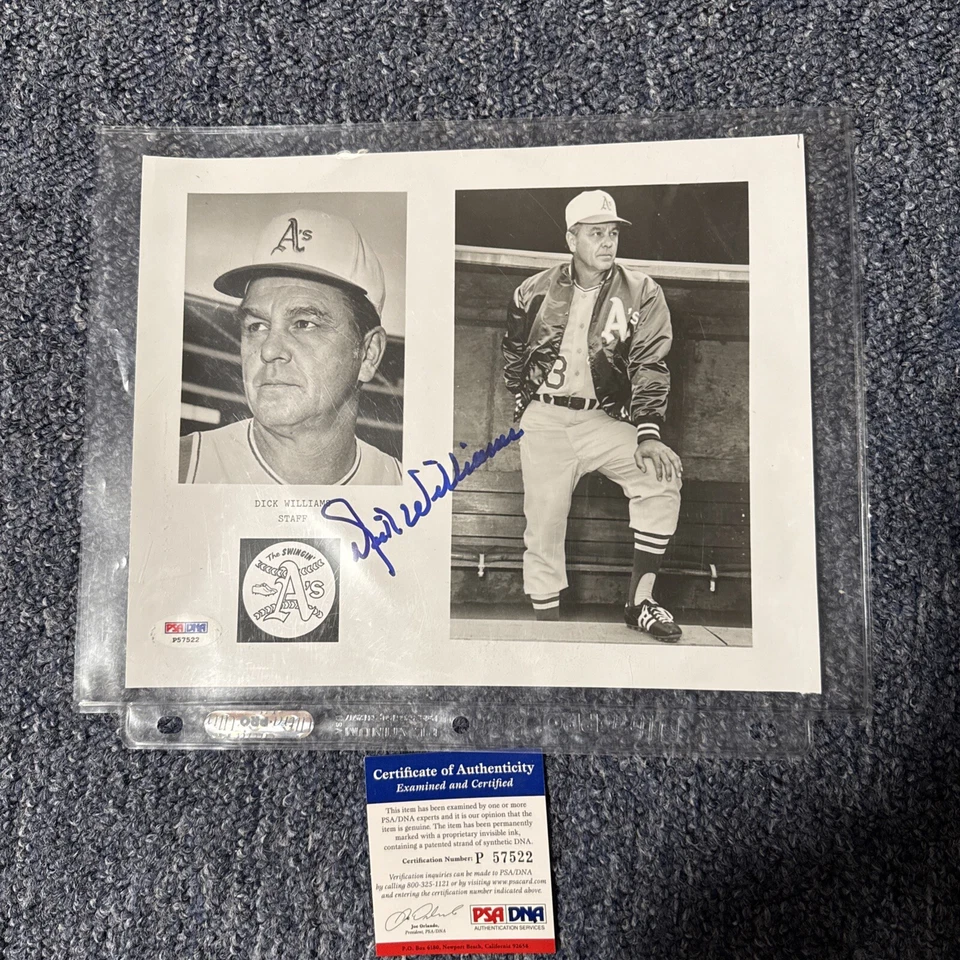 A's
A's
3
DICK WILLIAMS
STAFF
Dick Williams
The SWINGIN'
A's
PSA/DNA
P57522
ULTRA·PRO
PLATINUM
Certificate of Authenticity
Examined and Certified
This item has been examined by one or more
PSA/DNA experts and it is our opinion that the
item is genuine. The item has been permanently
marked with a proprietary invisible ink,
containing a patented strand of synthetic DNA.
Certification Number: P 57522
Verification inquiries can be made to PSA/DNA
by calling 800-325-1121 or by visiting www.psacard.com
and entering the certification number indicated above.
Joe Orlando,
President, PSA/DNA
PSA/DNA
AUTHENTICATION SERVICES
P.O. Box 6180, Newport Beach, California 92658